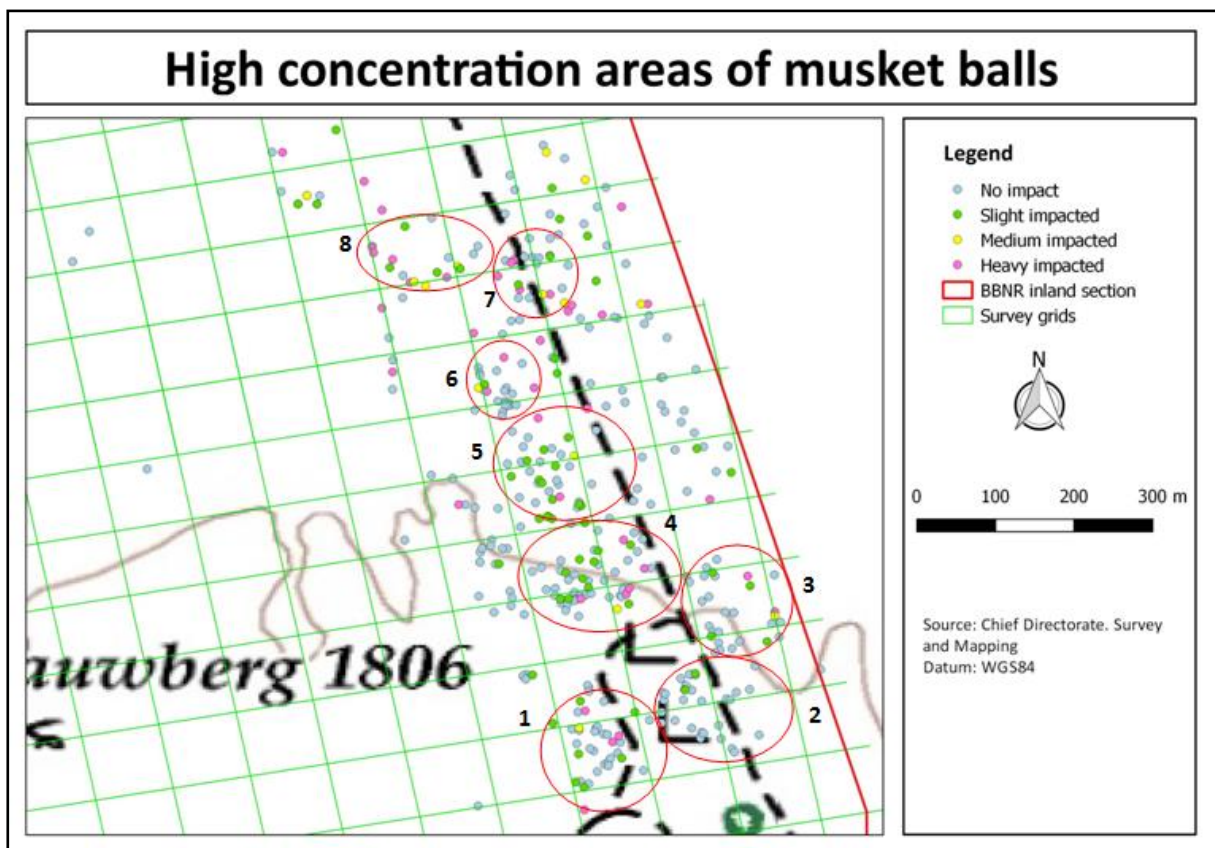 High concentration areas of musket balls
8
7
6
5
4
3
auwberg 1806
1
2
Legend
No impact
Slight impacted
Medium impacted
Heavy impacted
BBNR inland section
Survey grids
N
0 100 200 300 m
Source: Chief Directorate. Survey
and Mapping
Datum: WGS84